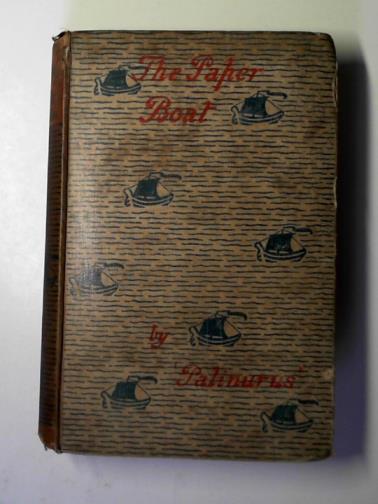 The Paper
Boat
by
'Palinurus'